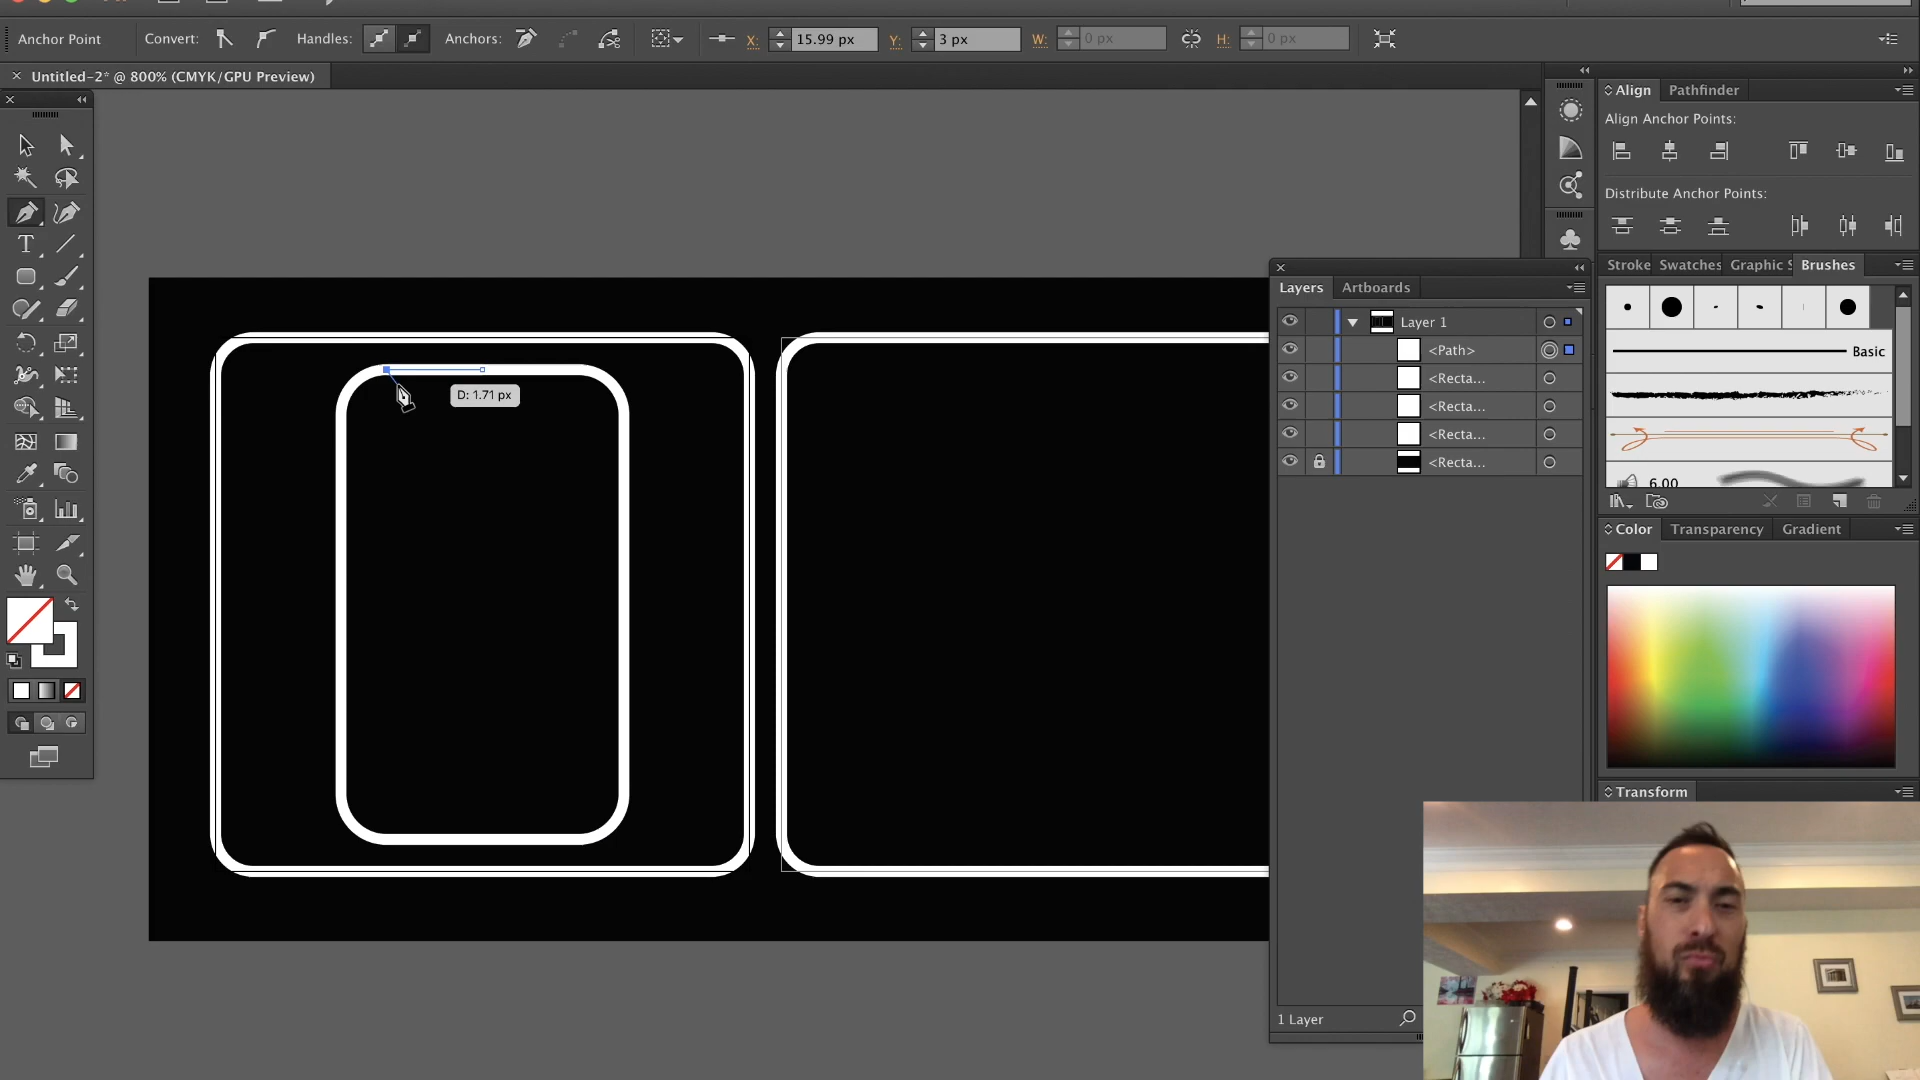 Anchor Point
Convert:
Handles:
Anchors:
X:
15.99 px
Y:
3 px
W:
0 px
H:
0 px
Untitled-2* @ 800% (CMYK/GPU Preview)
Align
Pathfinder
Align Anchor Points:
Distribute Anchor Points:
Stroke
Swatches
Graphic S
Brushes
Basic
6.00
Layers
Artboards
Layer 1
<Path>
<Recta...
<Recta...
<Recta...
<Recta...
D: 1.71 px
Color
Transparency
Gradient
Transform
1 Layer